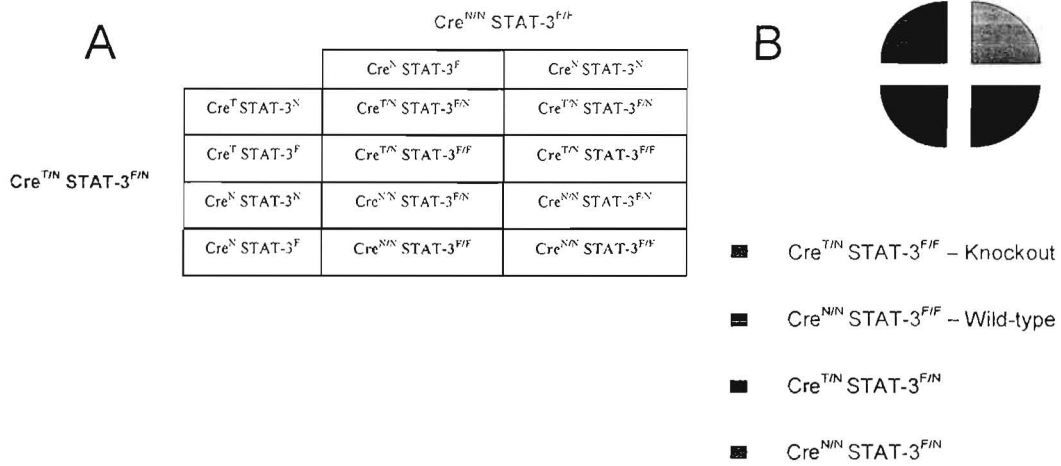 A
Cre^N/N STAT-3^F/F
B
Cre^N STAT-3^F Cre^N STAT-3^N
Cre^T STAT-3^N Cre^T/N STAT-3^F/N Cre^T/N STAT-3^F/N
Cre^T STAT-3^F Cre^T/N STAT-3^F/F Cre^T/N STAT-3^F/F
Cre^T/N STAT-3^F/N
Cre^N STAT-3^N Cre^N/N STAT-3^F/N Cre^N/N STAT-3^F/N
Cre^N STAT-3^F Cre^N/N STAT-3^F/F Cre^N/N STAT-3^F/F
Cre^T/N STAT-3^F/F – Knockout
Cre^N/N STAT-3^F/F – Wild-type
Cre^T/N STAT-3^F/N
Cre^N/N STAT-3^F/N